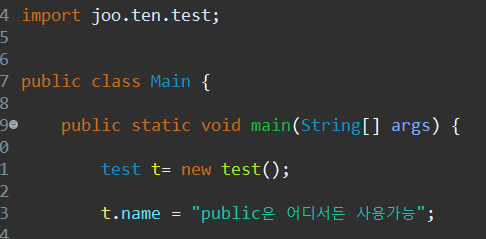 4 import joo.ten.test;
5
6
7 public class Main {
8
9 public static void main(String[] args) {
0
1 test t= new test();
2
3 t.name = "public은 어디서든 사용가능";
4